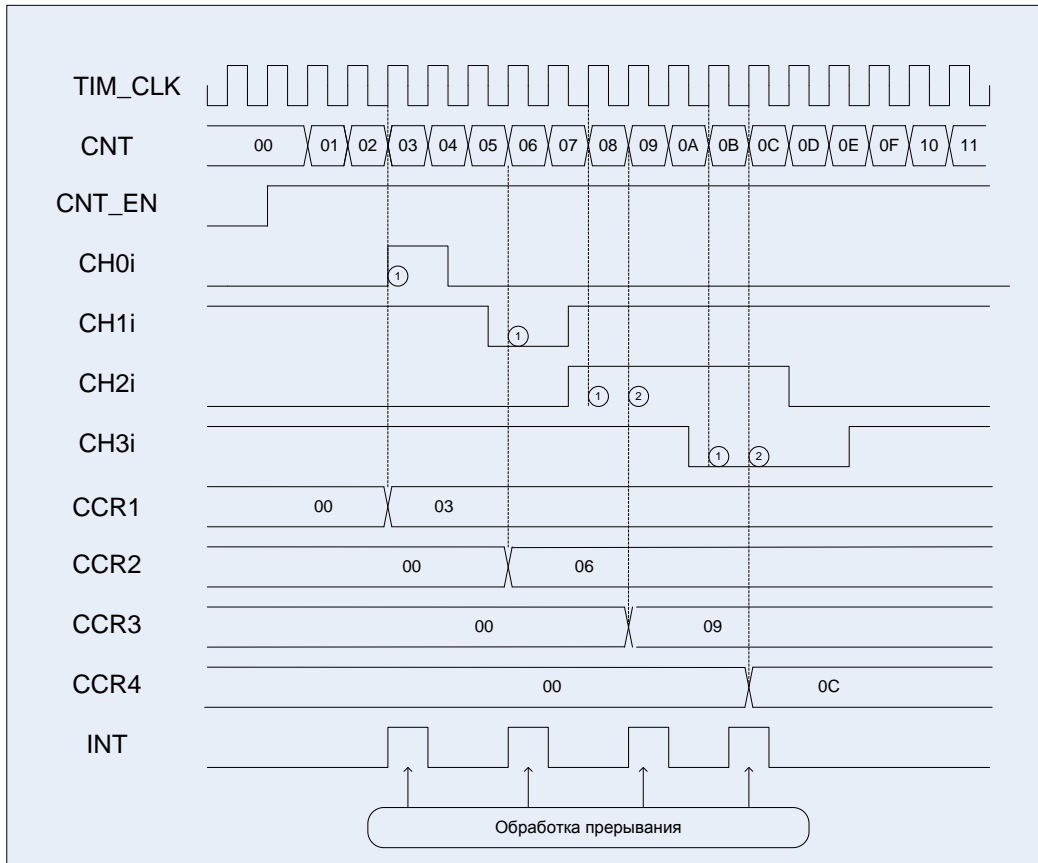 TIM_CLK
CNT 00 01 02 03 04 05 06 07 08 09 0A 0B 0C 0D 0E 0F 10 11
CNT_EN
CH0i 1
CH1i 1
CH2i 1 2
CH3i 1 2
CCR1 00 03
CCR2 00 06
CCR3 00 09
CCR4 00 0C
INT
Обработка прерывания